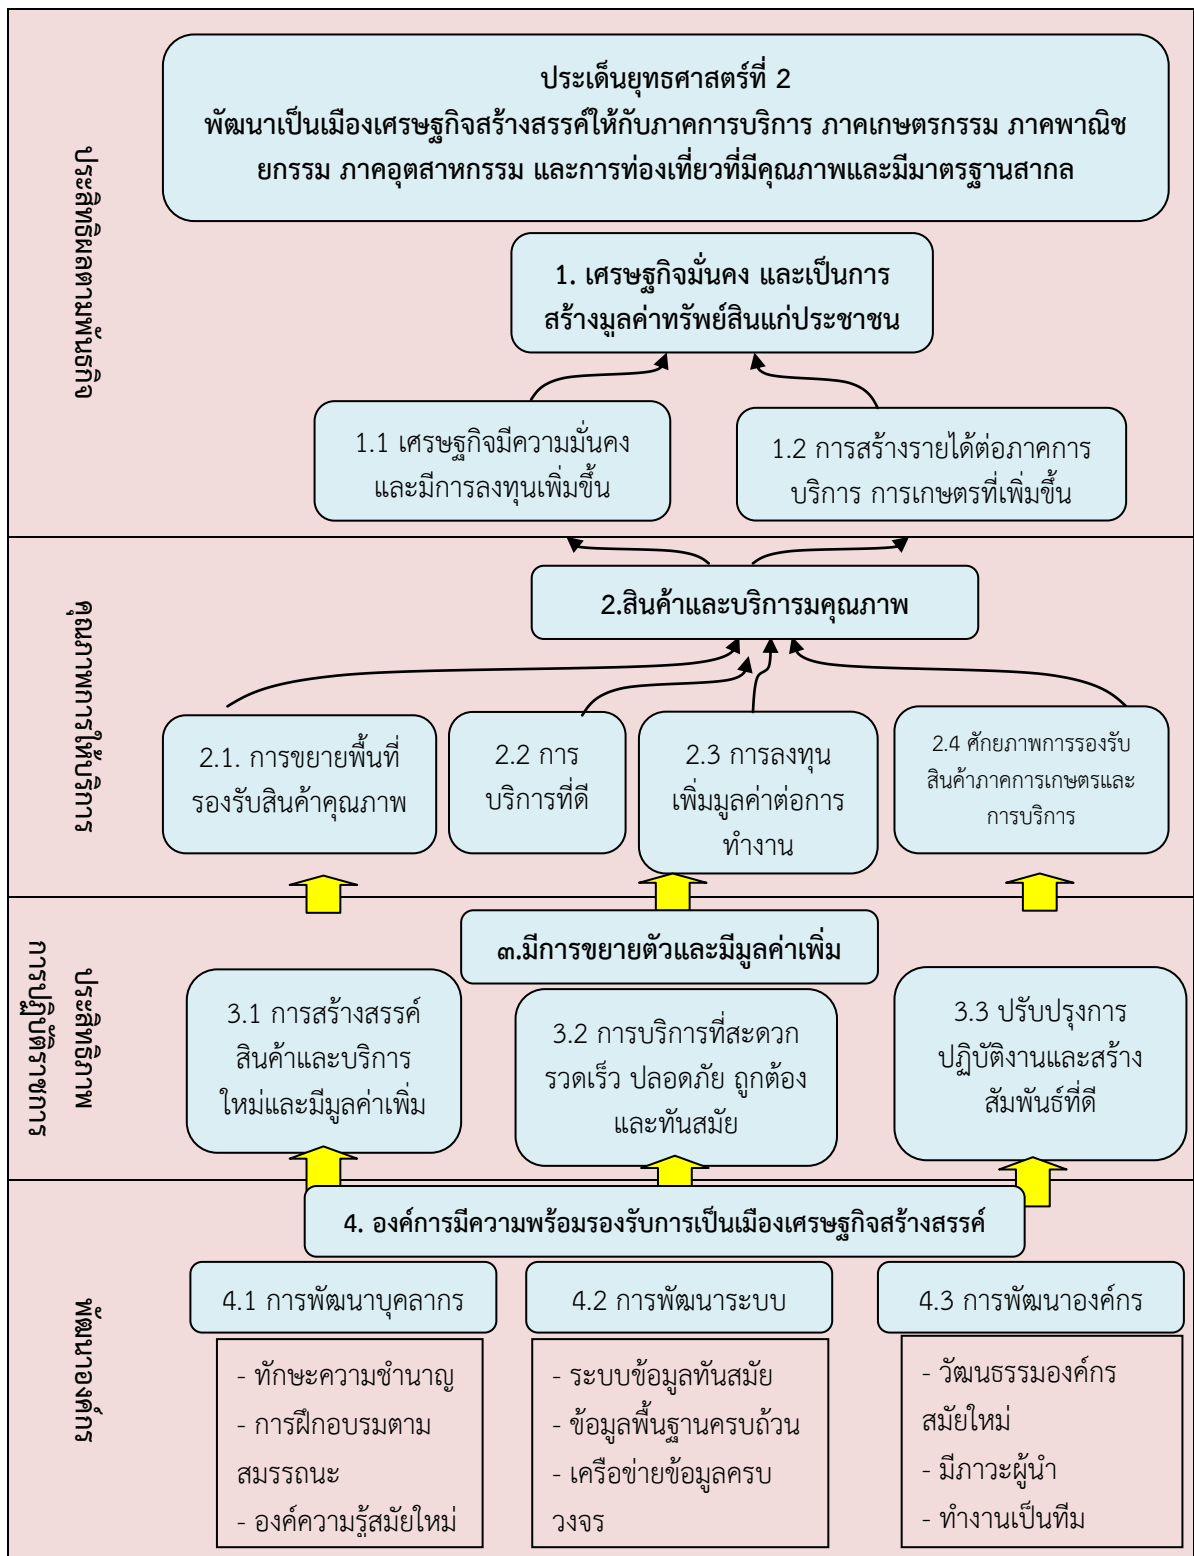 ประเด็นยุทธศาสตร์ที่ 2
พัฒนาเป็นเมืองเศรษฐกิจสร้างสรรค์ให้กับภาคการบริการ ภาคเกษตรกรรม ภาคพาณิช
ยกรรม ภาคอุตสาหกรรม และการท่องเที่ยวที่มีคุณภาพและมีมาตรฐานสากล
ประสิทธิผลตามพันธกิจ
1. เศรษฐกิจมั่นคง และเป็นการ
สร้างมูลค่าทรัพย์สินแก่ประชาชน
1.1 เศรษฐกิจมีความมั่นคง
และมีการลงทุนเพิ่มขึ้น
1.2 การสร้างรายได้ต่อภาคการ
บริการ การเกษตรที่เพิ่มขึ้น
คุณภาพการให้บริการ
2.สินค้าและบริการมคุณภาพ
2.1. การขยายพื้นที่
รองรับสินค้าคุณภาพ
2.2 การ
บริการที่ดี
2.3 การลงทุน
เพิ่มมูลค่าต่อการ
ทำงาน
2.4 ศักยภาพการรองรับ
สินค้าภาคการเกษตรและ
การบริการ
ประสิทธิภาพ
การปฏิบัติราชการ
๓.มีการขยายตัวและมีมูลค่าเพิ่ม
3.1 การสร้างสรรค์
สินค้าและบริการ
ใหม่และมีมูลค่าเพิ่ม
3.2 การบริการที่สะดวก
รวดเร็ว ปลอดภัย ถูกต้อง
และทันสมัย
3.3 ปรับปรุงการ
ปฏิบัติงานและสร้าง
สัมพันธ์ที่ดี
พัฒนาองค์กร
4. องค์การมีความพร้อมรองรับการเป็นเมืองเศรษฐกิจสร้างสรรค์
4.1 การพัฒนาบุคลากร
- ทักษะความชำนาญ
- การฝึกอบรมตาม
สมรรถนะ
- องค์ความรู้สมัยใหม่
4.2 การพัฒนาระบบ
- ระบบข้อมูลทันสมัย
- ข้อมูลพื้นฐานครบถ้วน
- เครือข่ายข้อมูลครบ
วงจร
4.3 การพัฒนาองค์กร
- วัฒนธรรมองค์กร
สมัยใหม่
- มีภาวะผู้นำ
- ทำงานเป็นทีม